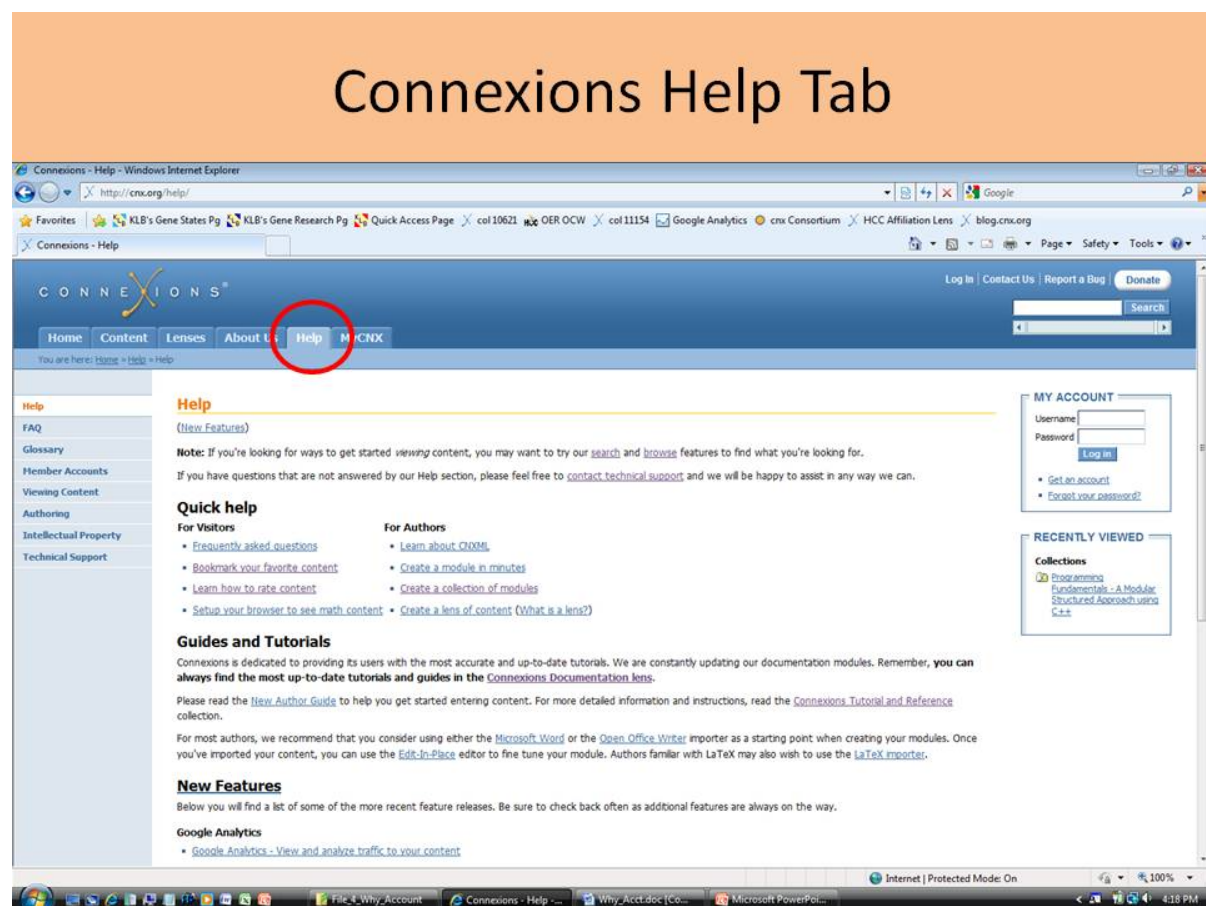 Connexions Help Tab
Connexions - Help - Windows Internet Explorer
http://cnx.org/help/
Google
Favorites KLB's Gene States Pg KLB's Gene Research Pg Quick Access Page col10621 OER OCW col11154 Google Analytics cnx Consortium HCC Affiliation Lens blog.cnx.org
Connexions - Help
Page Safety Tools
CONNEXIONS®
Log In | Contact Us | Report a Bug | Donate
Search
Home Content Lenses About Us Help MyCNX
You are here: Home » Help » Help
Help
FAQ
Glossary
Member Accounts
Viewing Content
Authoring
Intellectual Property
Technical Support
Help
(New Features)
Note: If you're looking for ways to get started viewing content, you may want to try our search and browse features to find what you're looking for.
If you have questions that are not answered by our Help section, please feel free to contact technical support and we will be happy to assist in any way we can.
Quick help
For Visitors
• Frequently asked questions
• Bookmark your favorite content
• Learn how to rate content
• Setup your browser to see math content
For Authors
• Learn about CNXML
• Create a module in minutes
• Create a collection of modules
• Create a lens of content (What is a lens?)
Guides and Tutorials
Connexions is dedicated to providing its users with the most accurate and up-to-date tutorials. We are constantly updating our documentation modules. Remember, you can
always find the most up-to-date tutorials and guides in the Connexions Documentation lens.
Please read the New Author Guide to help you get started entering content. For more detailed information and instructions, read the Connexions Tutorial and Reference
collection.
For most authors, we recommend that you consider using either the Microsoft Word or the Open Office Writer importer as a starting point when creating your modules. Once
you've imported your content, you can use the Edit-In-Place editor to fine tune your module. Authors familiar with LaTeX may also wish to use the LaTeX importer.
New Features
Below you will find a list of some of the more recent feature releases. Be sure to check back often as additional features are always on the way.
Google Analytics
• Google Analytics - View and analyze traffic to your content
MY ACCOUNT
Username
Password
Log in
• Get an account
• Forgot your password?
RECENTLY VIEWED
Collections
Programming
Fundamentals - A Modular
Structured Approach using
C++
Internet | Protected Mode: On
100%
File_4_Why_Account
Connexions - Help -...
Why_Acct.doc [Co...
Microsoft PowerPoi...
4:18 PM